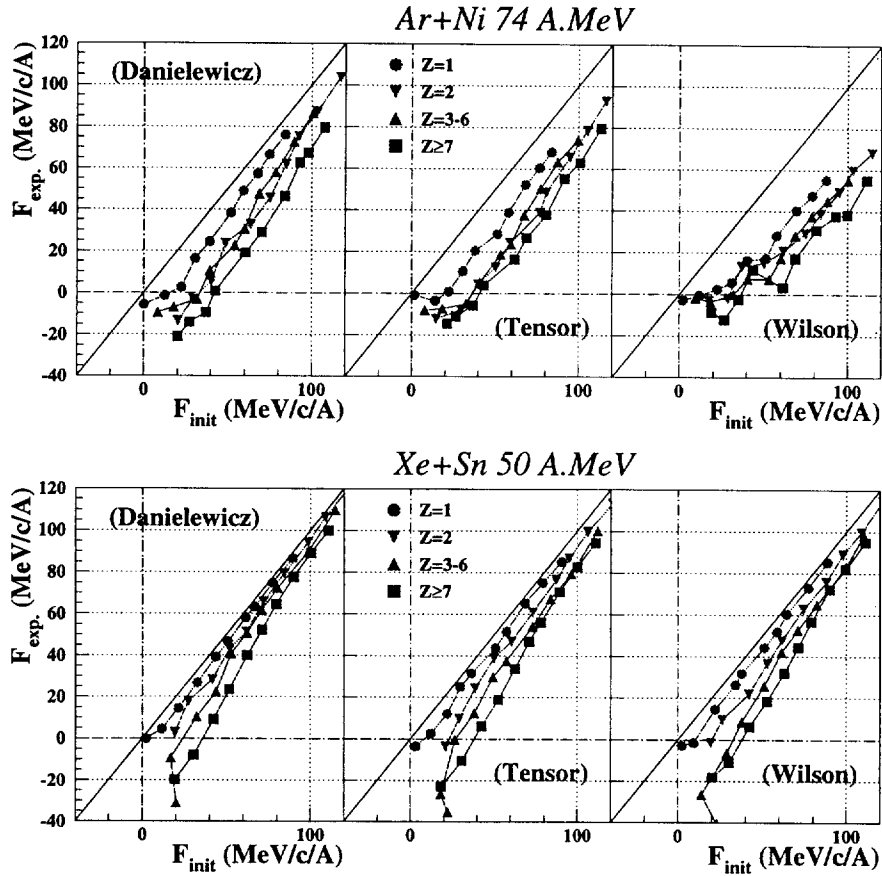 Ar+Ni 74 A.MeV
F_exp. (MeV/c/A)
120
100
80
60
40
20
0
-20
-40
(Danielewicz)
Z=1
Z=2
Z=3-6
Z≥7
(Tensor)
(Wilson)
0
100
0
100
0
100
F_init (MeV/c/A)
F_init (MeV/c/A)
F_init (MeV/c/A)
Xe+Sn 50 A.MeV
F_exp. (MeV/c/A)
120
100
80
60
40
20
0
-20
-40
(Danielewicz)
Z=1
Z=2
Z=3-6
Z≥7
(Tensor)
(Wilson)
0
100
0
100
0
100
F_init (MeV/c/A)
F_init (MeV/c/A)
F_init (MeV/c/A)